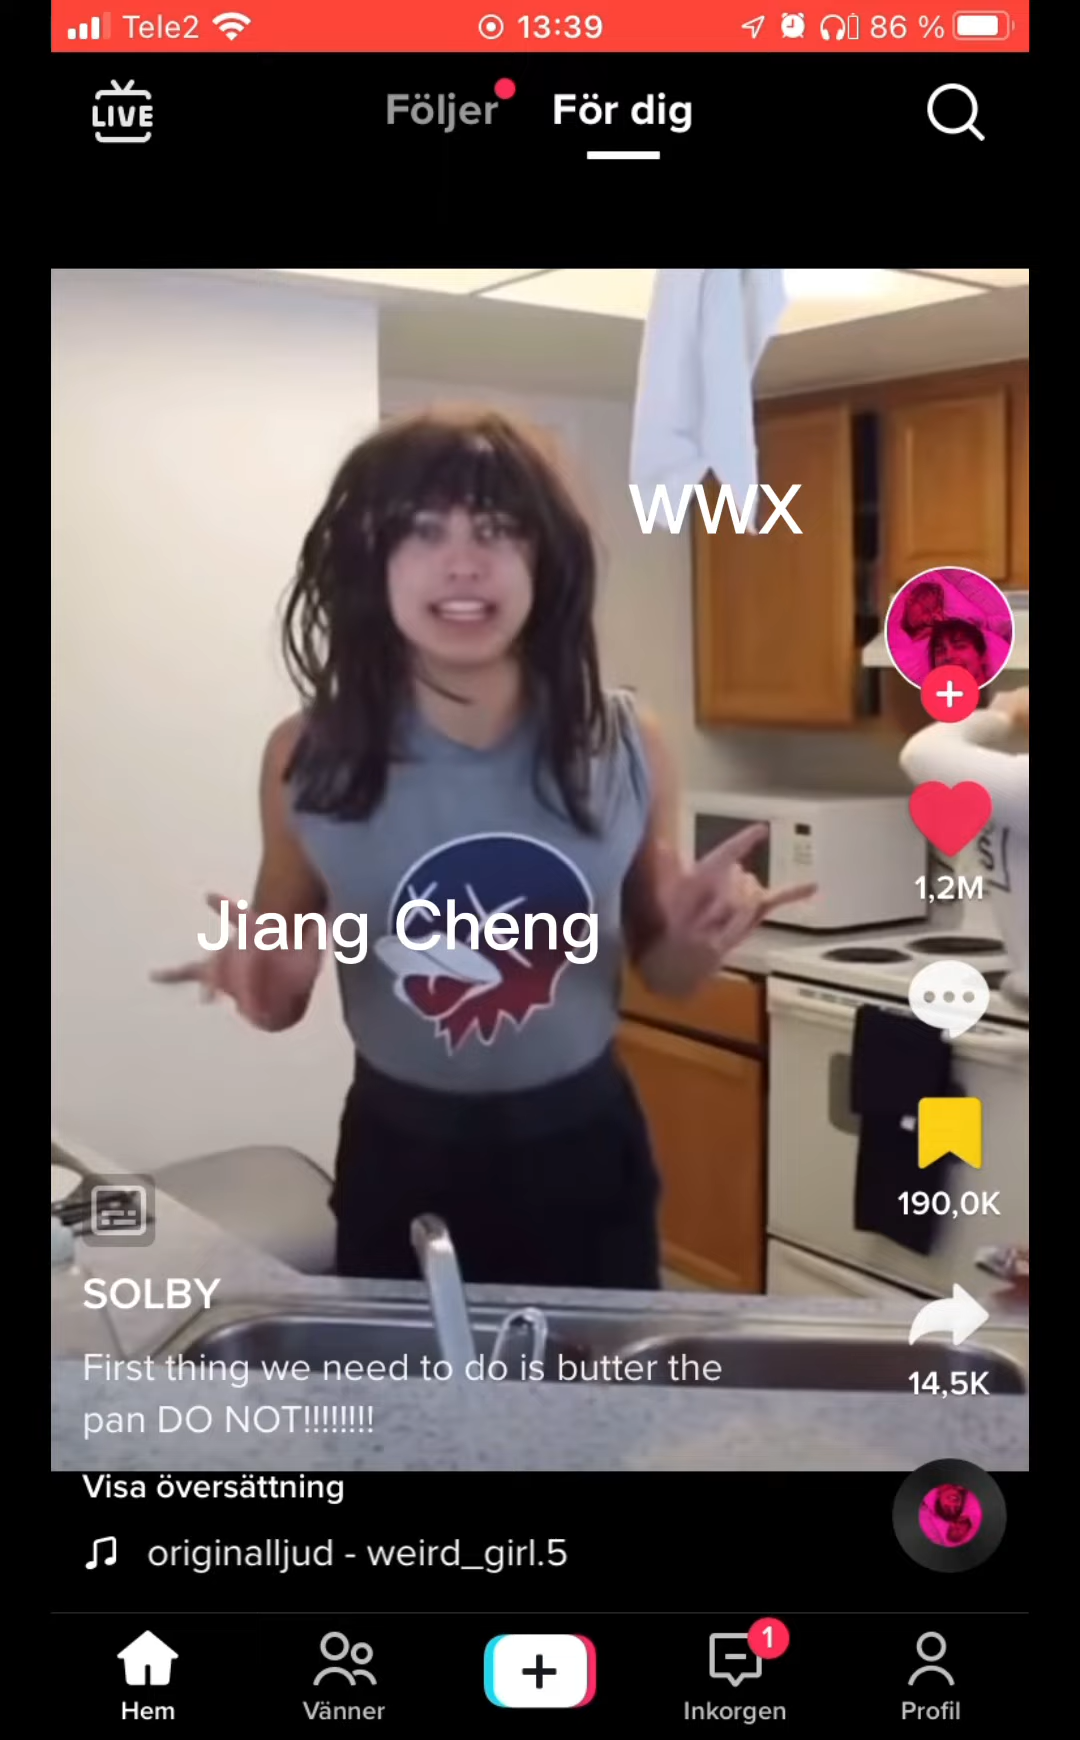 Tele2 13:39 86 %
LIVE Följer För dig
WWX
1,2M
Jiang Cheng
190,0K
SOLBY
First thing we need to do is butter the
14,5K
pan DO NOT!!!!!!!!
Visa översättning
originalljud - weird_girl.5
1
Hem Vänner Inkorgen Profil